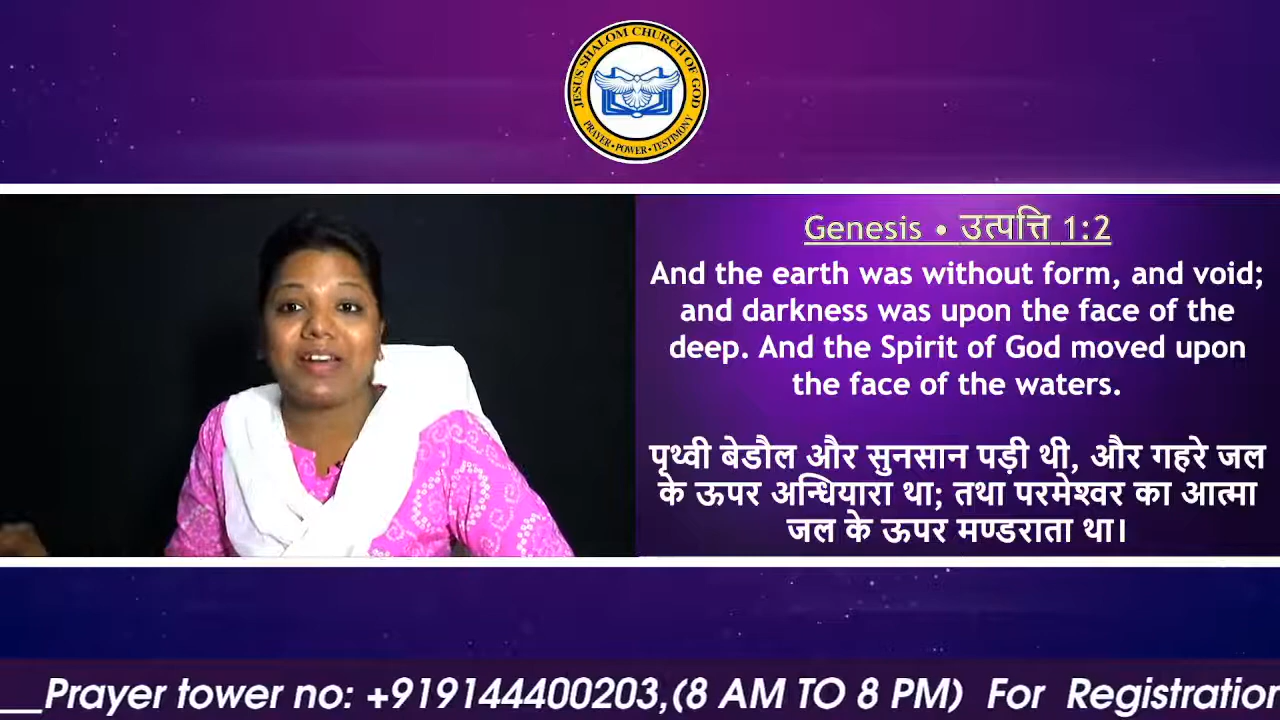 JESUS SHALOM CHURCH OF GOD
PRAYER • POWER • TESTIMONY
Genesis • उत्पत्ति 1:2
And the earth was without form, and void;
and darkness was upon the face of the
deep. And the Spirit of God moved upon
the face of the waters.
पृथ्वी बेडौल और सुनसान पड़ी थी, और गहरे जल
के ऊपर अन्धियारा था; तथा परमेश्वर का आत्मा
जल के ऊपर मण्डराता था।
__Prayer tower no: +919144400203,(8 AM TO 8 PM) For Registration